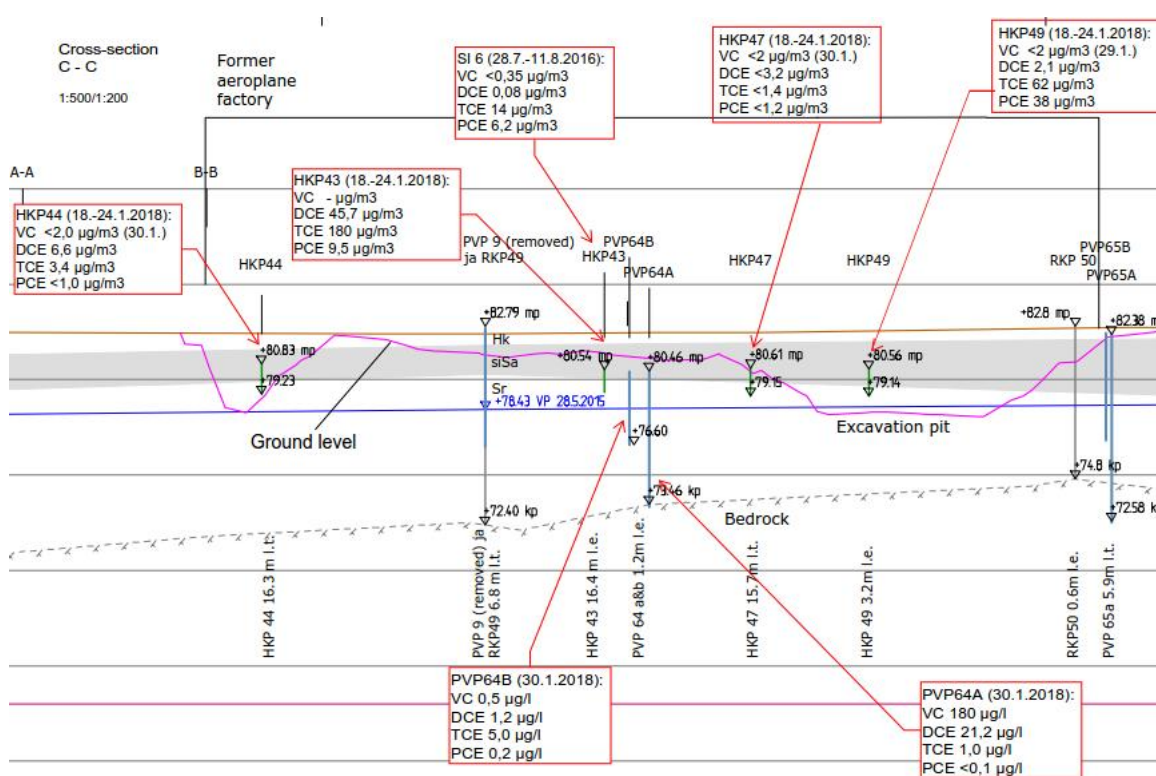 Cross-section
C - C
1:500/1:200
Former
aeroplane
factory
SI 6 (28.7.-11.8.2016):
VC <0,35 µg/m3
DCE 0,08 µg/m3
TCE 14 µg/m3
PCE 6,2 µg/m3
HKP47 (18.-24.1.2018):
VC <2 µg/m3 (30.1.)
DCE <3,2 µg/m3
TCE <1,4 µg/m3
PCE <1,2 µg/m3
HKP49 (18.-24.1.2018):
VC <2 µg/m3 (29.1.)
DCE 2,1 µg/m3
TCE 62 µg/m3
PCE 38 µg/m3
A-A
B-B
HKP44 (18.-24.1.2018):
VC <2,0 µg/m3 (30.1.)
DCE 6,6 µg/m3
TCE 3,4 µg/m3
PCE <1,0 µg/m3
HKP43 (18.-24.1.2018):
VC - µg/m3
DCE 45,7 µg/m3
TCE 180 µg/m3
PCE 9,5 µg/m3
HKP44
PVP 9 (removed)
ja RKP49
HKP43
PVP64B
PVP64A
HKP47
HKP49
RKP 50
PVP65B
PVP65A
+82.79 mp
+82.8 mp
+82.38 m
Hk
siSa
Sr
+80.83 mp
+79.23
+80.54 mp
+80.46 mp
+80.61 mp
+79.15
+80.56 mp
+79.14
+78.43 VP 28.5.2015
Ground level
Excavation pit
+76.60
+74.8 kp
+73.46 kp
+72.40 kp
+72.58 kp
Bedrock
HKP 44 16.3 m l.t.
PVP 9 (removed) ja
RKP49 6.8 m l.t.
HKP 43 16.4 m l.e.
PVP 64 a&b 1.2m l.e.
HKP 47 15.7m l.t.
HKP 49 3.2m l.e.
RKP50 0.6m l.e.
PVP 65a 5.9m l.t.
PVP64B (30.1.2018):
VC 0,5 µg/l
DCE 1,2 µg/l
TCE 5,0 µg/l
PCE 0,2 µg/l
PVP64A (30.1.2018):
VC 180 µg/l
DCE 21,2 µg/l
TCE 1,0 µg/l
PCE <0,1 µg/l